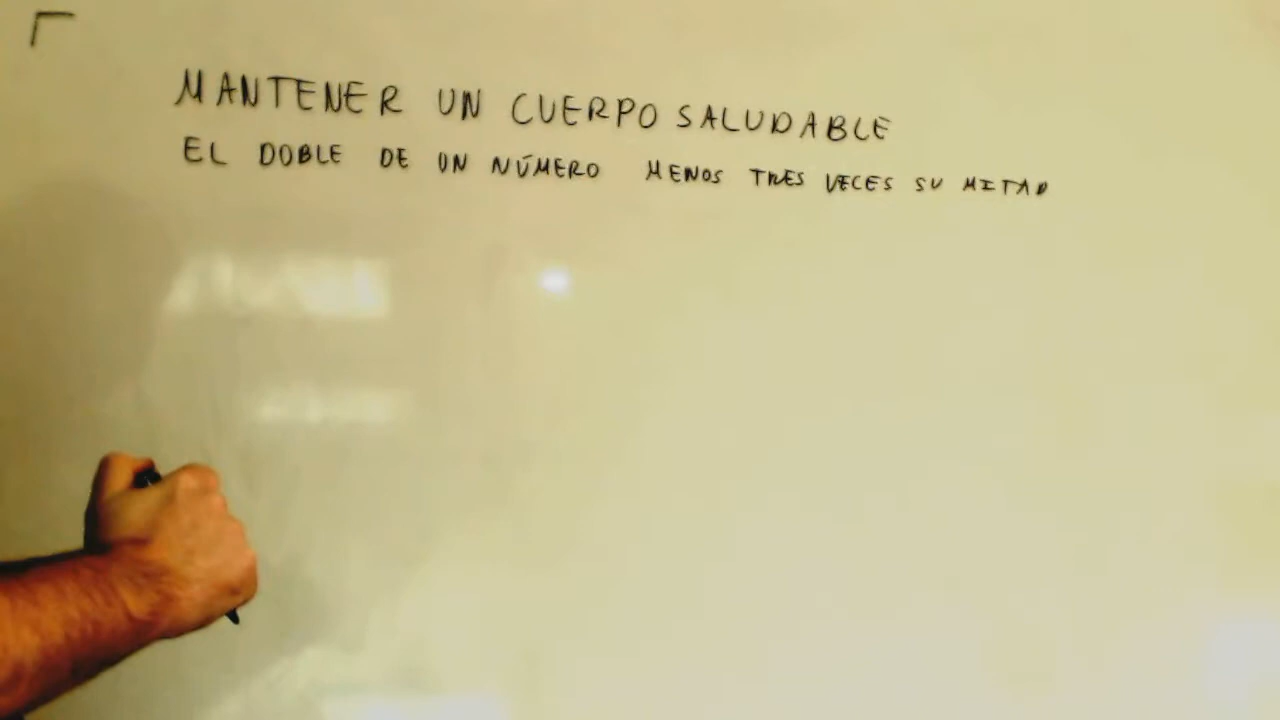 MANTENER UN CUERPO SALUDABLE
EL DOBLE DE UN NÚMERO MENOS TRES VECES SU MITAD